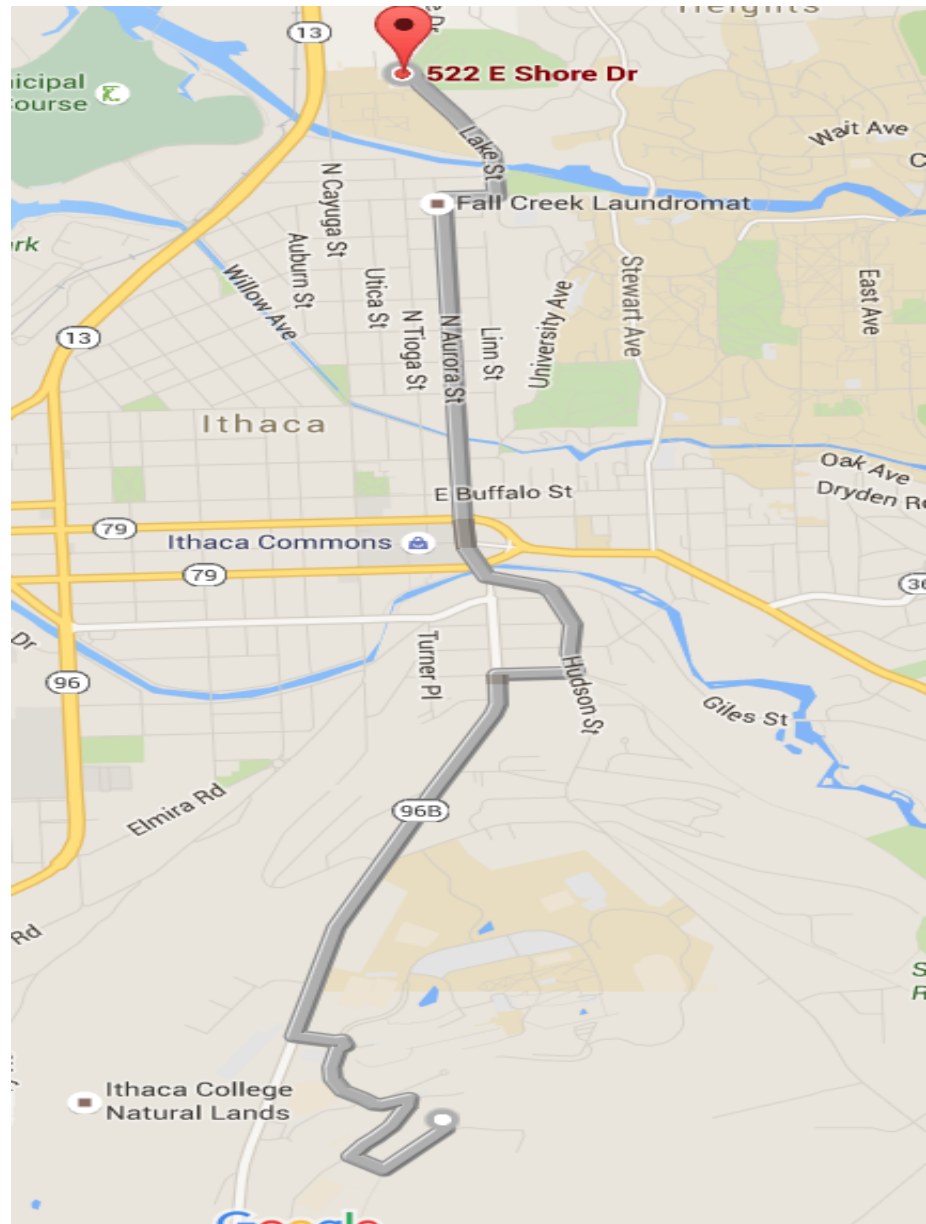 Heights
13
522 E Shore Dr
nicipal
Course
Wait Ave
Lake St
Fall Creek Laundromat
N Cayuga St
Auburn St
Willow Ave
Utica St
N Tioga St
N Aurora St
Linn St
University Ave
Stewart Ave
East Ave
ark
13
Ithaca
Oak Ave
E Buffalo St
Dryden R
79
Ithaca Commons
79
Dr
96
Turner Pl
Hudson St
Giles St
Elmira Rd
96B
Rd
Ithaca College
Natural Lands
Google